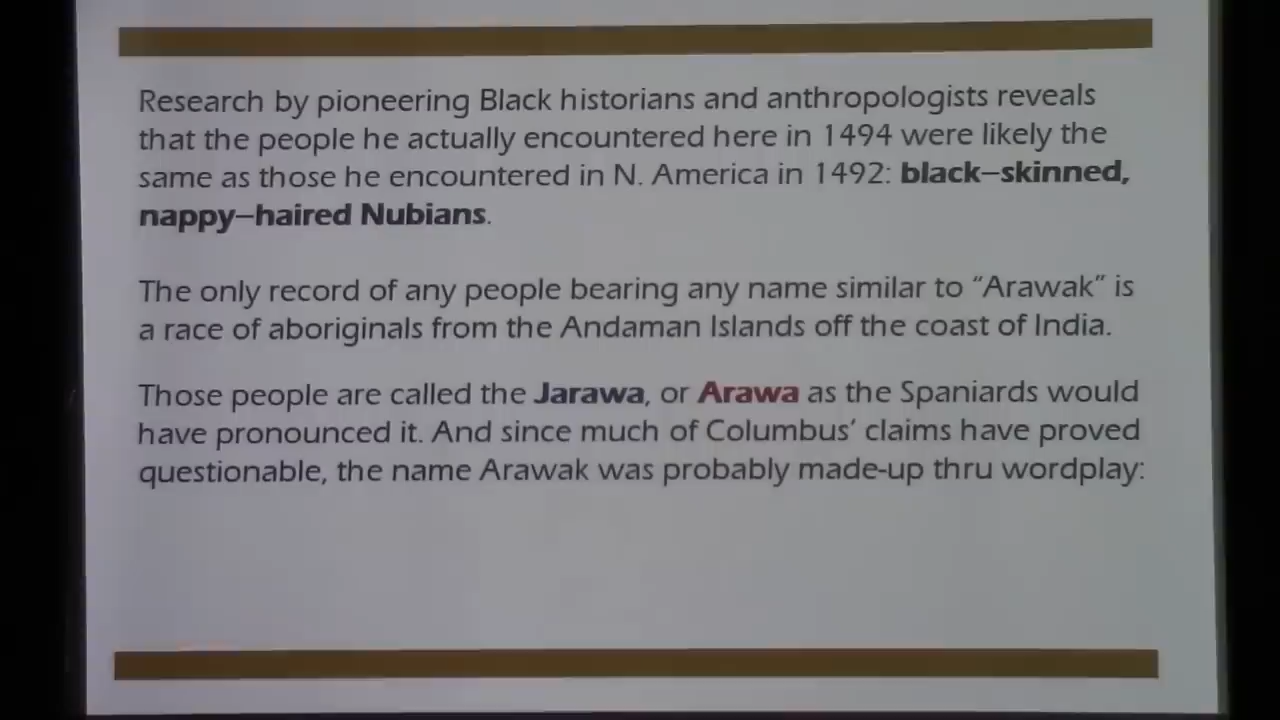 Research by pioneering Black historians and anthropologists reveals
that the people he actually encountered here in 1494 were likely the
same as those he encountered in N. America in 1492: black–skinned,
nappy–haired Nubians.
The only record of any people bearing any name similar to “Arawak” is
a race of aboriginals from the Andaman Islands off the coast of India.
Those people are called the Jarawa, or Arawa as the Spaniards would
have pronounced it. And since much of Columbus’ claims have proved
questionable, the name Arawak was probably made-up thru wordplay: